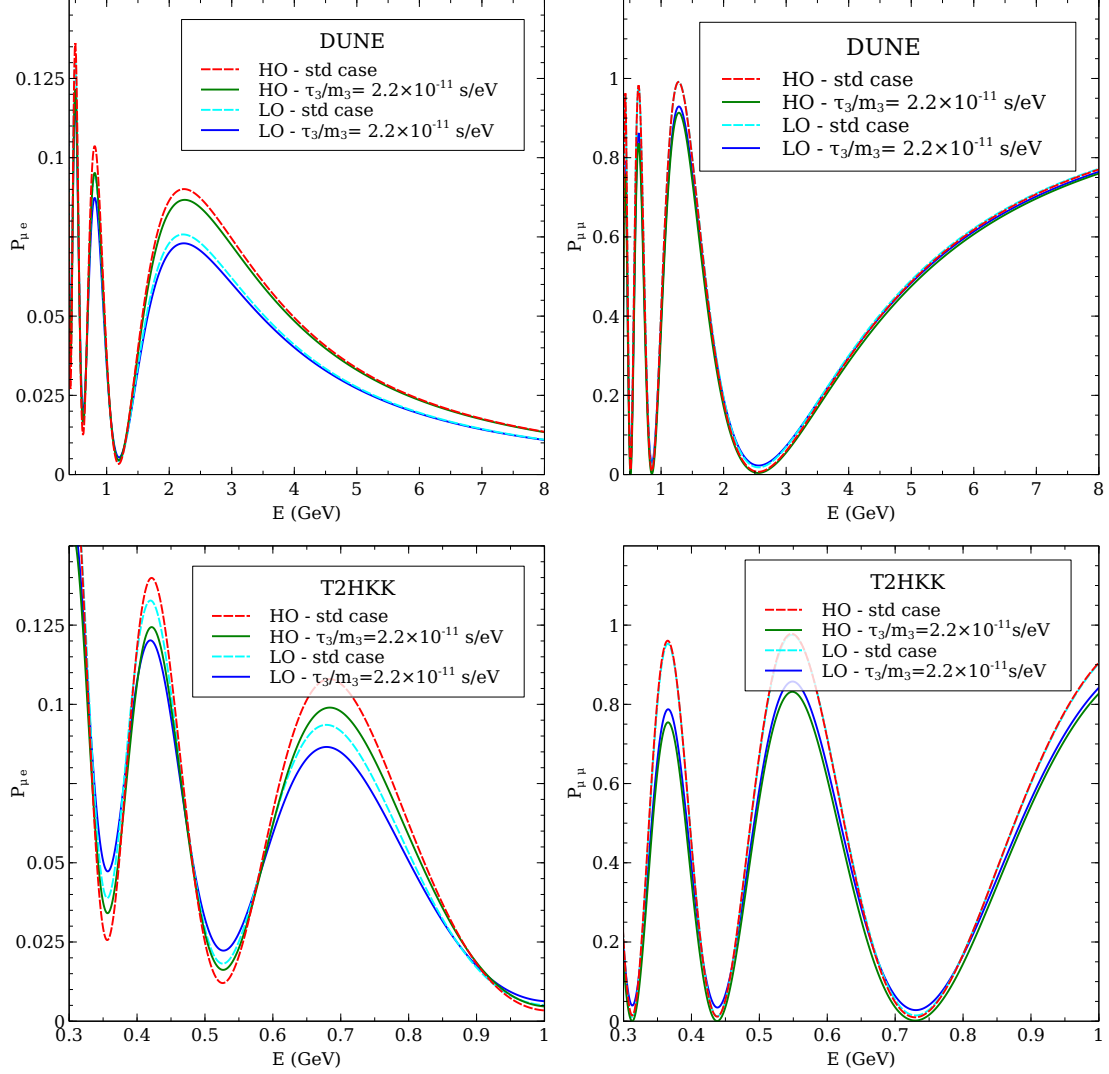 DUNE
HO - std case
HO - τ₃/m₃= 2.2×10⁻¹¹ s/eV
LO - std case
LO - τ₃/m₃= 2.2×10⁻¹¹ s/eV
0.125
0.1
0.05
0.025
0
P_μ e
1 2 3 4 5 6 7 8
E (GeV)
DUNE
HO - std case
HO - τ₃/m₃= 2.2×10⁻¹¹ s/eV
LO - std case
LO - τ₃/m₃= 2.2×10⁻¹¹ s/eV
1
0.8
0.6
0.4
0.2
0
P_μ μ
1 2 3 4 5 6 7 8
E (GeV)
T2HKK
HO - std case
HO - τ₃/m₃=2.2×10⁻¹¹ s/eV
LO - std case
LO - τ₃/m₃=2.2×10⁻¹¹ s/eV
0.125
0.1
0.05
0.025
0
P_μ e
0.3 0.4 0.5 0.6 0.7 0.8 0.9 1
E (GeV)
T2HKK
HO - std case
HO - τ₃/m₃=2.2×10⁻¹¹s/eV
LO - std case
LO - τ₃/m₃=2.2×10⁻¹¹ s/eV
1
0.8
0.6
0.4
0.2
0
P_μ μ
0.3 0.4 0.5 0.6 0.7 0.8 0.9 1
E (GeV)